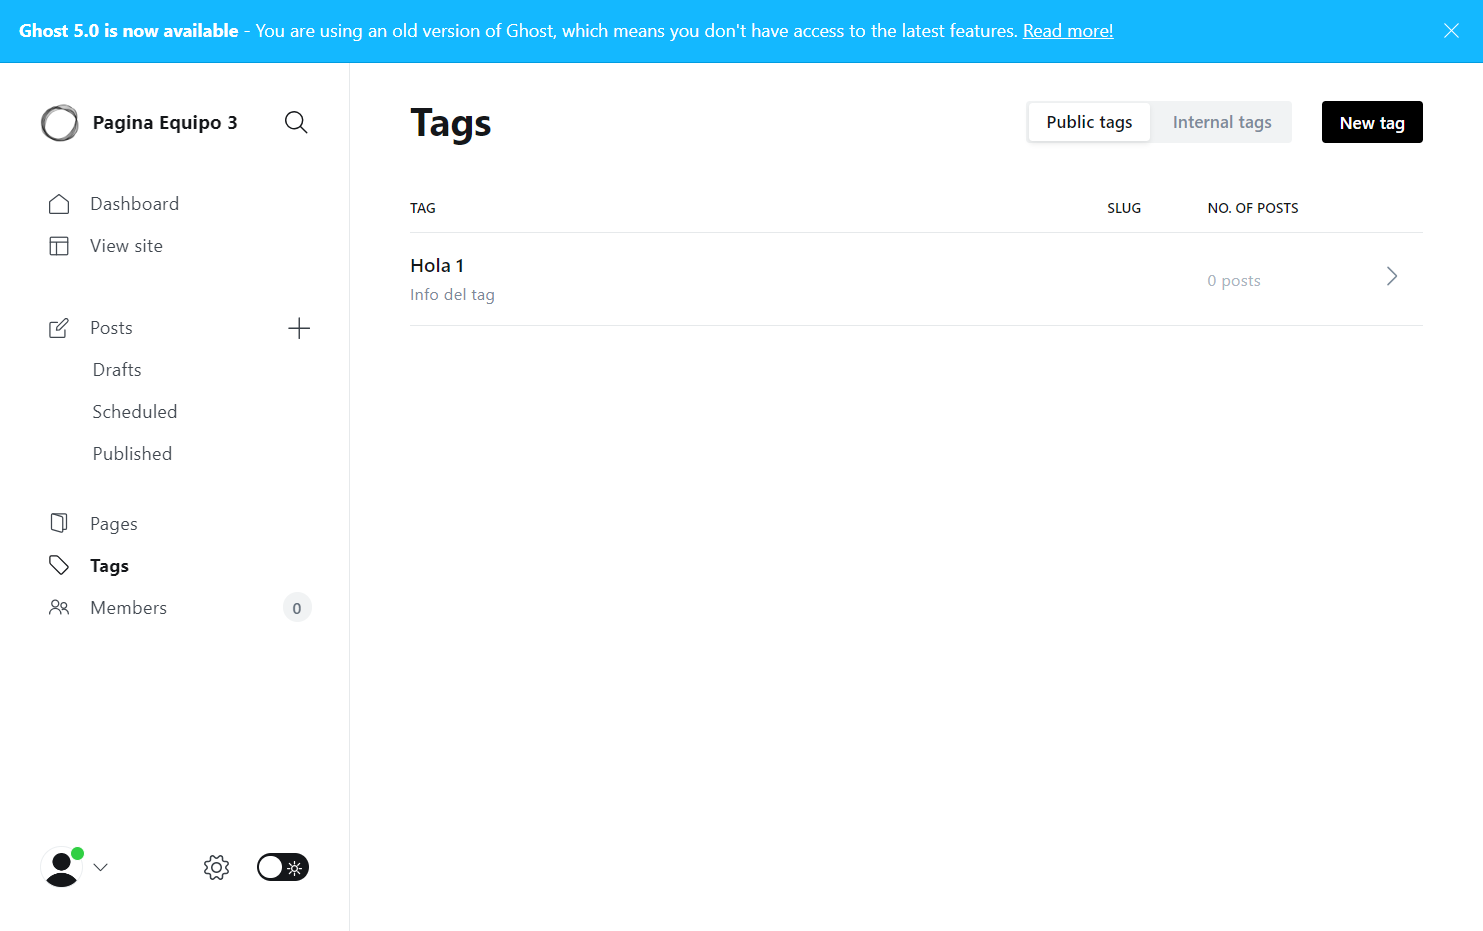 Ghost 5.0 is now available - You are using an old version of Ghost, which means you don't have access to the latest features. Read more!
Pagina Equipo 3
Dashboard
View site
Posts
Drafts
Scheduled
Published
Pages
Tags
Members 0
Tags
Public tags Internal tags New tag
TAG SLUG NO. OF POSTS
Hola 1
Info del tag
0 posts